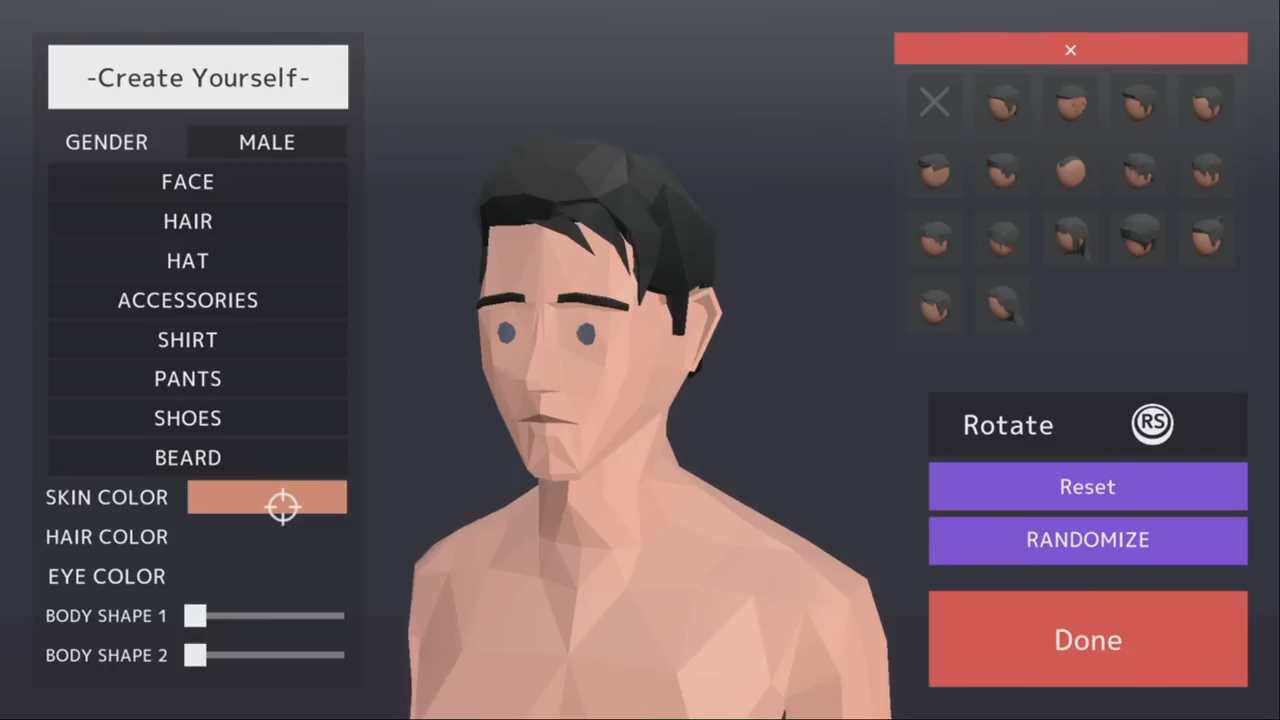 -Create Yourself-
GENDER MALE
FACE
HAIR
HAT
ACCESSORIES
SHIRT
PANTS
SHOES
BEARD
SKIN COLOR
HAIR COLOR
EYE COLOR
BODY SHAPE 1
BODY SHAPE 2
×
Rotate RS
Reset
RANDOMIZE
Done